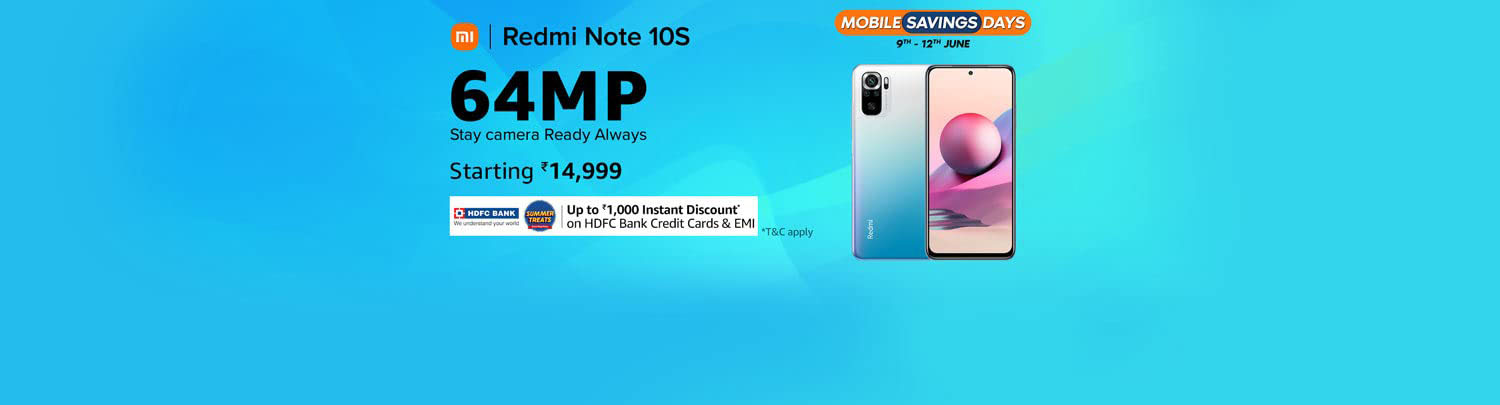 mi | Redmi Note 10S
64MP
Stay camera Ready Always
Starting ₹14,999
HDFC BANK
We understand your world
SUMMER
TREATS
Up to ₹1,000 Instant Discount*
on HDFC Bank Credit Cards & EMI
*T&C apply
MOBILE SAVINGS DAYS
9TH - 12TH JUNE
Redmi